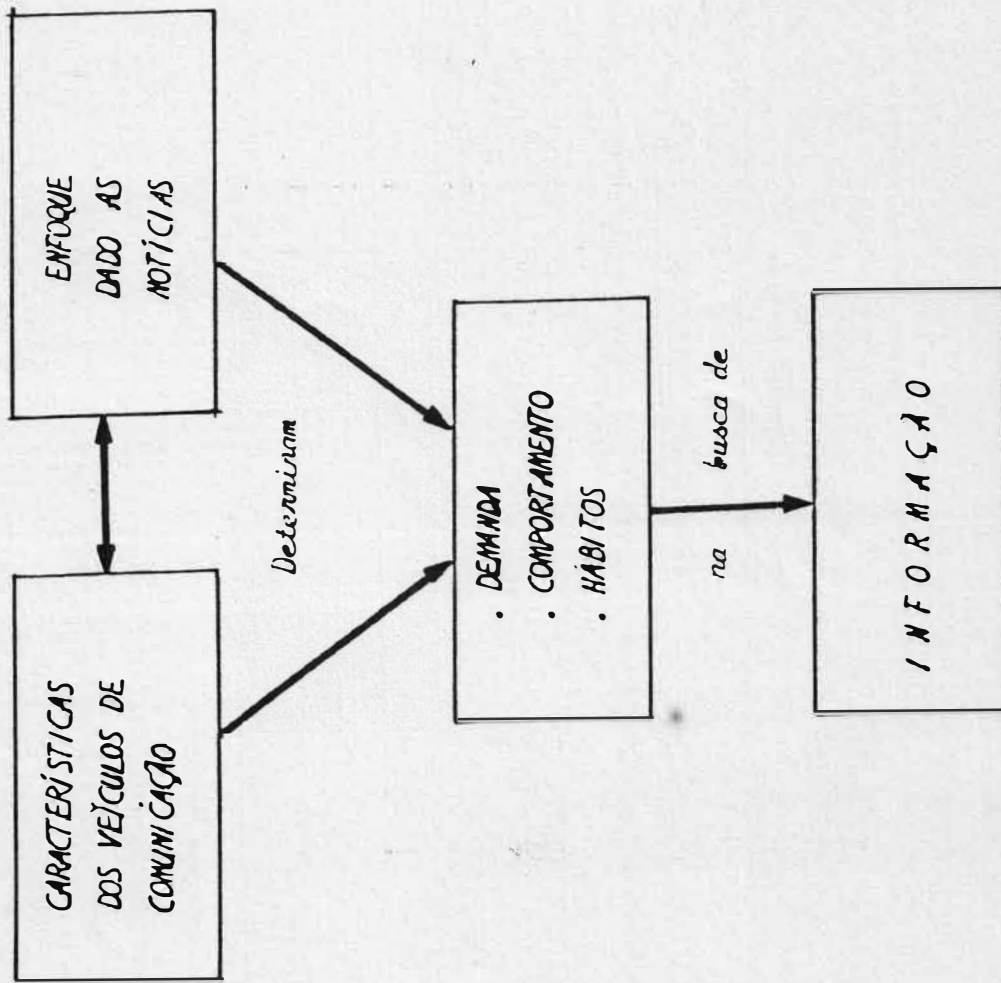 CARACTERÍSTICAS
DOS VEÍCULOS DE
COMUNICAÇÃO
ENFOQUE
DADO AS
NOTÍCIAS
Determinam
. DEMANDA
. COMPORTAMENTO
. HÁBITOS
na busca de
INFORMAÇÃO